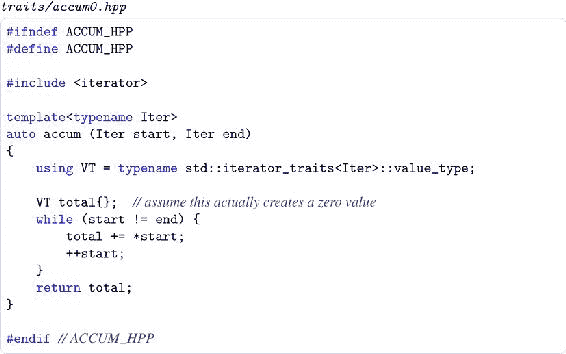 traits/accum0.hpp
#ifndef ACCUM_HPP
#define ACCUM_HPP
#include <iterator>
template<typename Iter>
auto accum (Iter start, Iter end)
{
    using VT = typename std::iterator_traits<Iter>::value_type;
    VT total{};  // assume this actually creates a zero value
    while (start != end) {
        total += *start;
        ++start;
    }
    return total;
}
#endif // ACCUM_HPP